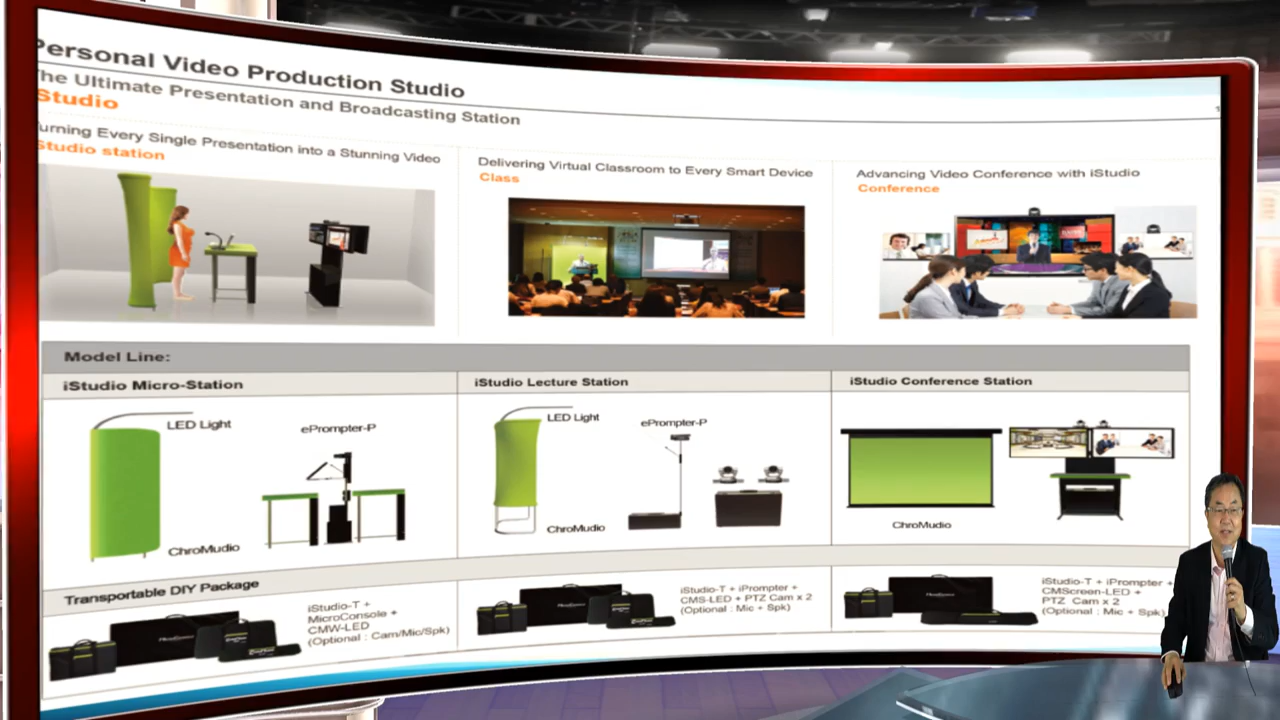 Personal Video Production Studio
The Ultimate Presentation and Broadcasting Station
Studio
1
Turning Every Single Presentation into a Stunning Video
Studio station
Delivering Virtual Classroom to Every Smart Device
Class
Advancing Video Conference with iStudio
Conference
Model Line:
iStudio Micro-Station
iStudio Lecture Station
iStudio Conference Station
LED Light
ePrompter-P
ChroMudio
LED Light
ePrompter-P
ChroMudio
ChroMudio
Transportable DIY Package
iStudio-T +
MicroConsole +
CMW-LED
(Optional : Cam/Mic/Spk)
iStudio-T + iPrompter +
CMS-LED + PTZ Cam x 2
(Optional : Mic + Spk)
iStudio-T + iPrompter +
CMScreen-LED +
PTZ Cam x 2
(Optional : Mic + Spk)